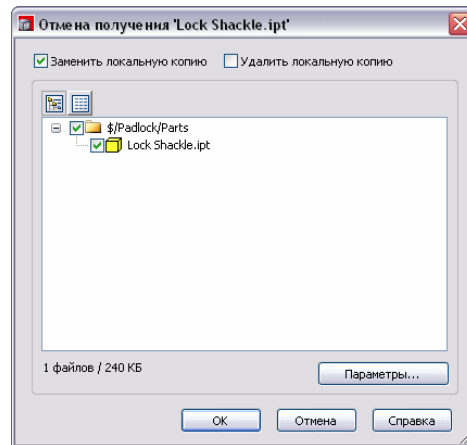 Отмена получения 'Lock Shackle.ipt'
Заменить локальную копию Удалить локальную копию
$/Padlock/Parts
Lock Shackle.ipt
1 файлов / 240 КБ
Параметры...
ОК Отмена Справка